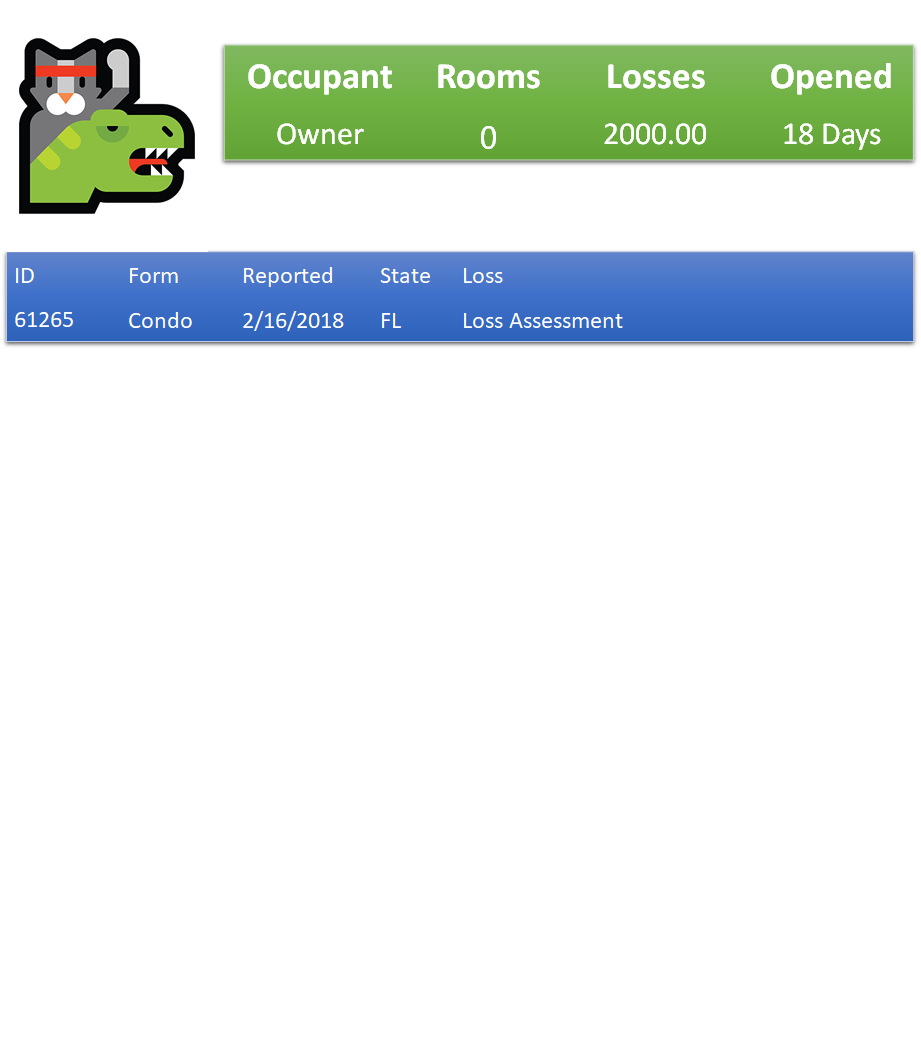 Occupant Rooms Losses Opened
Owner 0 2000.00 18 Days
ID Form Reported State Loss
61265 Condo 2/16/2018 FL Loss Assessment